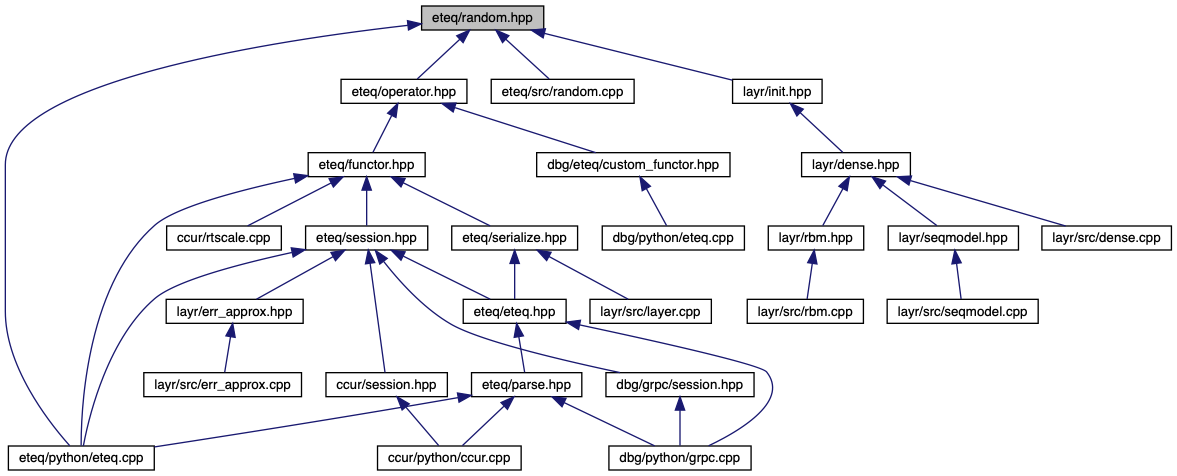 eteq/random.hpp
eteq/operator.hpp
eteq/src/random.cpp
layr/init.hpp
eteq/functor.hpp
dbg/eteq/custom_functor.hpp
layr/dense.hpp
ccur/rtscale.cpp
eteq/session.hpp
eteq/serialize.hpp
dbg/python/eteq.cpp
layr/rbm.hpp
layr/seqmodel.hpp
layr/src/dense.cpp
layr/err_approx.hpp
eteq/eteq.hpp
layr/src/layer.cpp
layr/src/rbm.cpp
layr/src/seqmodel.cpp
layr/src/err_approx.cpp
ccur/session.hpp
eteq/parse.hpp
dbg/grpc/session.hpp
eteq/python/eteq.cpp
ccur/python/ccur.cpp
dbg/python/grpc.cpp